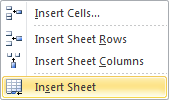 Insert Cells...
Insert Sheet Rows
Insert Sheet Columns
Insert Sheet